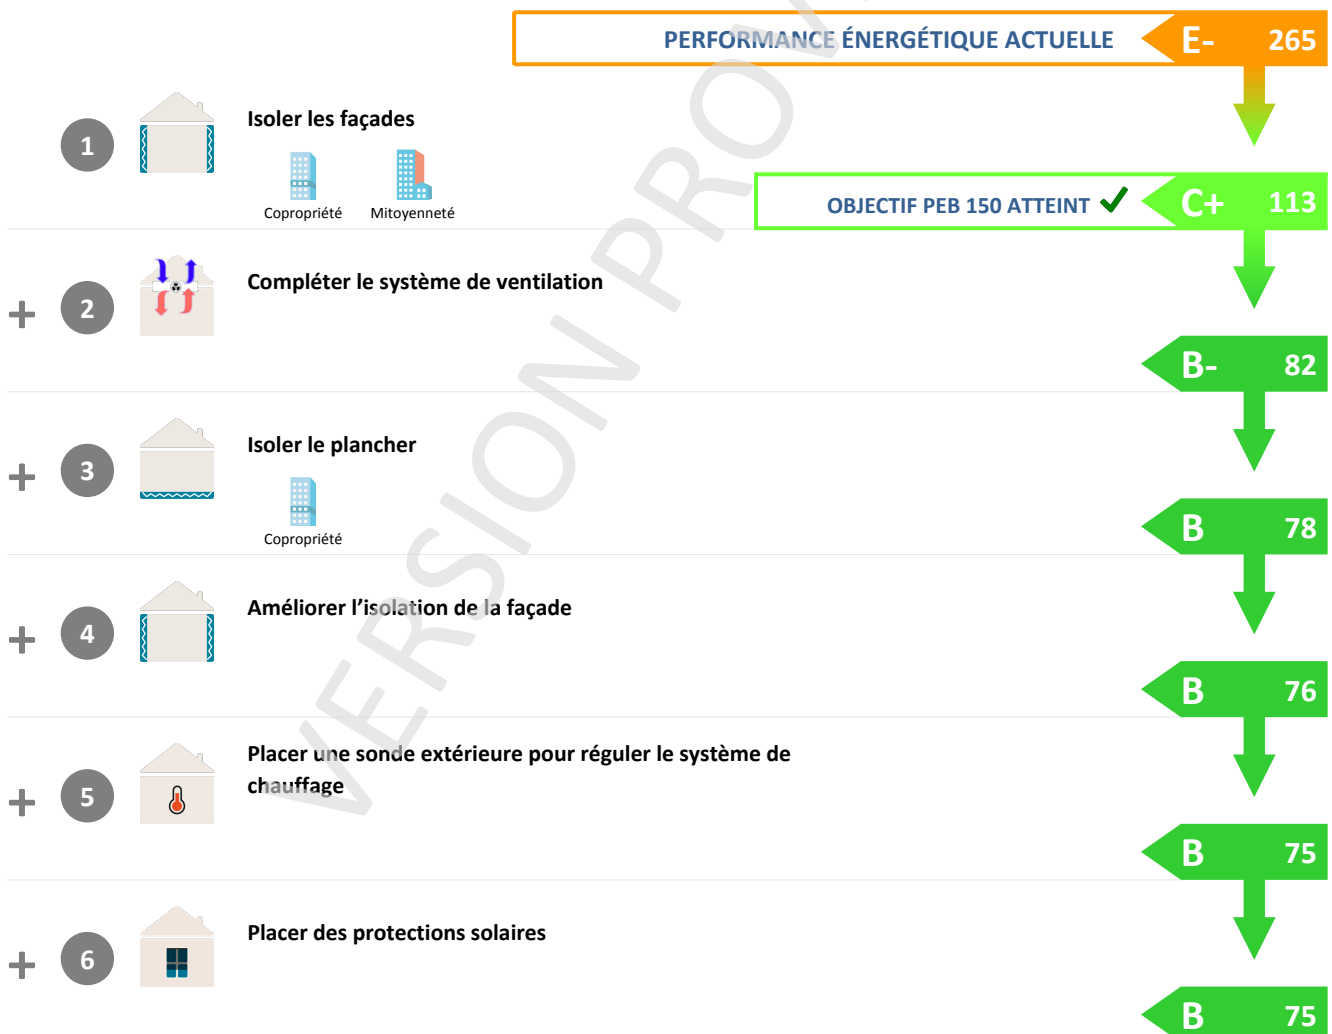 PERFORMANCE ÉNERGÉTIQUE ACTUELLE E- 265
1 Isoler les façades
Copropriété Mitoyenneté
OBJECTIF PEB 150 ATTEINT C+ 113
+ 2 Compléter le système de ventilation
B- 82
+ 3 Isoler le plancher
Copropriété
B 78
+ 4 Améliorer l’isolation de la façade
B 76
+ 5 Placer une sonde extérieure pour réguler le système de
chauffage
B 75
+ 6 Placer des protections solaires
B 75
VERSION PROV